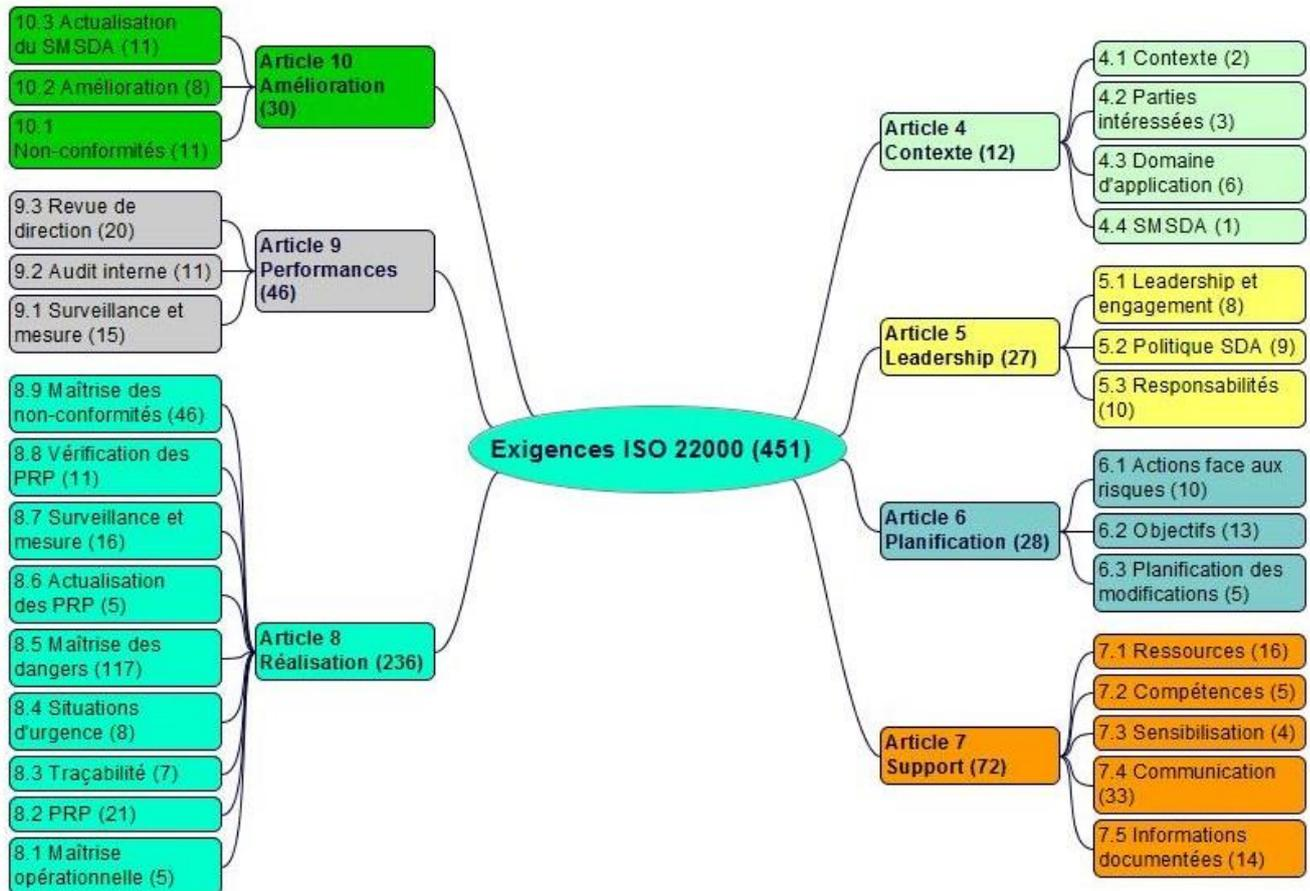 Exigences ISO 22000 (451)
Article 4
Contexte (12)
4.1 Contexte (2)
4.2 Parties
intéressées (3)
4.3 Domaine
d'application (6)
4.4 SMSDA (1)
Article 5
Leadership (27)
5.1 Leadership et
engagement (8)
5.2 Politique SDA (9)
5.3 Responsabilités
(10)
Article 6
Planification (28)
6.1 Actions face aux
risques (10)
6.2 Objectifs (13)
6.3 Planification des
modifications (5)
Article 7
Support (72)
7.1 Ressources (16)
7.2 Compétences (5)
7.3 Sensibilisation (4)
7.4 Communication
(33)
7.5 Informations
documentées (14)
Article 10
Amélioration
(30)
10.3 Actualisation
du SMSDA (11)
10.2 Amélioration (8)
10.1
Non-conformités (11)
Article 9
Performances
(46)
9.3 Revue de
direction (20)
9.2 Audit interne (11)
9.1 Surveillance et
mesure (15)
Article 8
Réalisation (236)
8.9 Maîtrise des
non-conformités (46)
8.8 Vérification des
PRP (11)
8.7 Surveillance et
mesure (16)
8.6 Actualisation
des PRP (5)
8.5 Maîtrise des
dangers (117)
8.4 Situations
d'urgence (8)
8.3 Traçabilité (7)
8.2 PRP (21)
8.1 Maîtrise
opérationnelle (5)